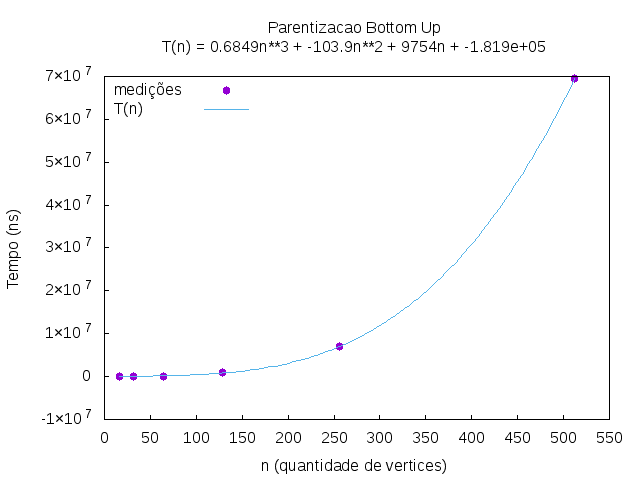 Parentizacao Bottom Up
T(n) = 0.6849n**3 + -103.9n**2 + 9754n + -1.819e+05
7×10 7
medições
T(n)
6×10 7
5×10 7
4×10 7
3×10 7
2×10 7
1×10 7
0
-1×10 7
Tempo (ns)
0 50 100 150 200 250 300 350 400 450 500 550
n (quantidade de vertices)